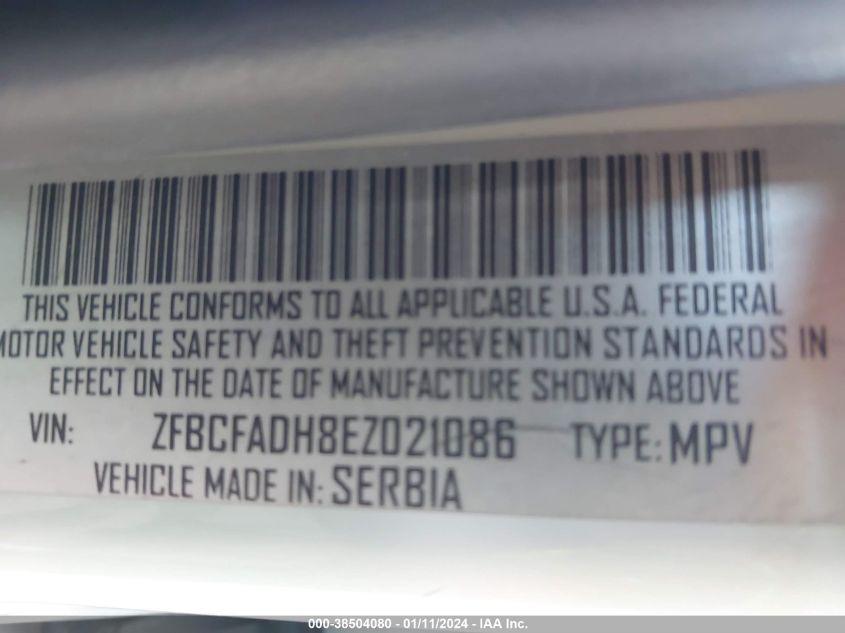 THIS VEHICLE CONFORMS TO ALL APPLICABLE U.S.A. FEDERAL
MOTOR VEHICLE SAFETY AND THEFT PREVENTION STANDARDS IN
EFFECT ON THE DATE OF MANUFACTURE SHOWN ABOVE
VIN: ZFBCFADH8EZ021086 TYPE: MPV
VEHICLE MADE IN: SERBIA
000-38504080 - 01/11/2024 - IAA Inc.